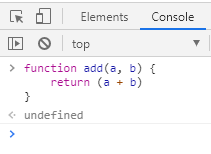 Elements Console
top
> function add(a, b) {
return (a + b)
}
undefined
>